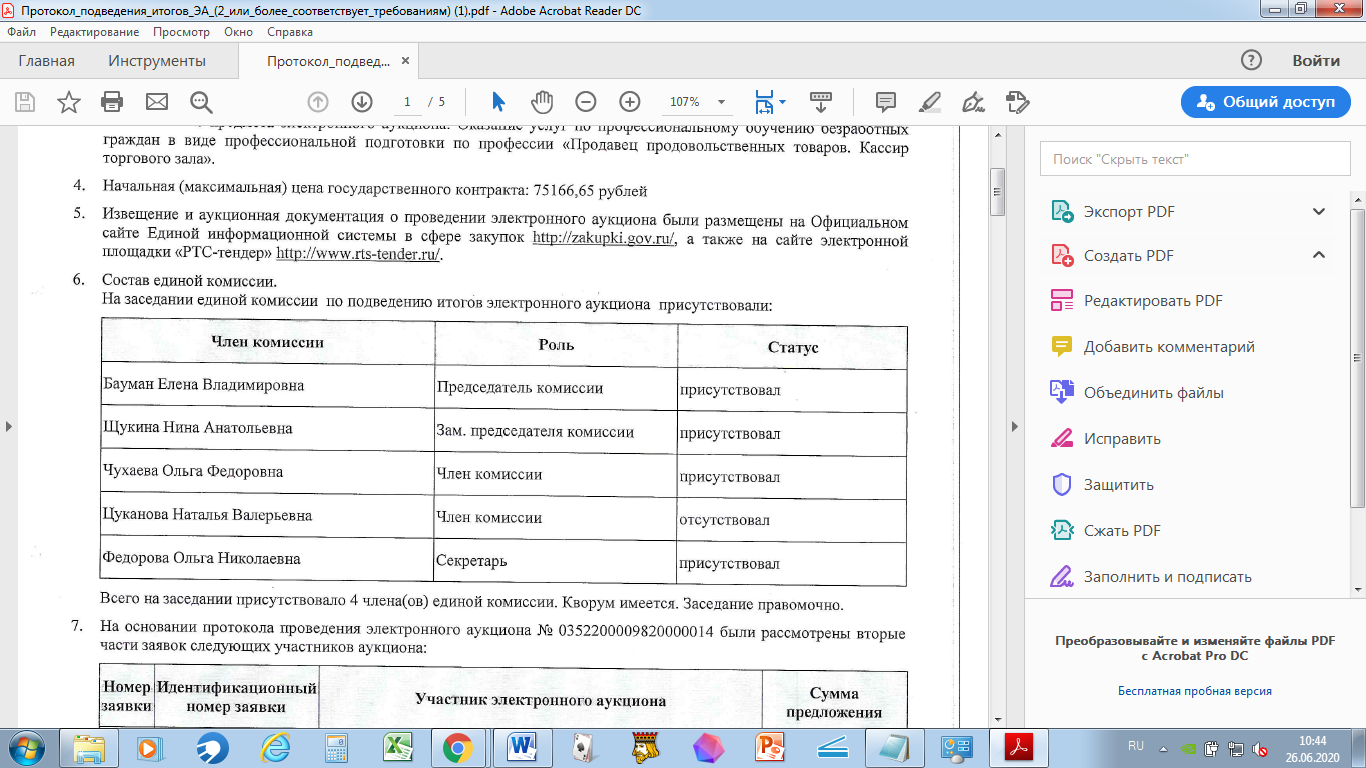 Протокол_подведения_итогов_ЭА_(2_или_более_соответствует_требованиям) (1).pdf - Adobe Acrobat Reader DC
Файл Редактирование Просмотр Окно Справка
Главная Инструменты Протокол_подвед... × Войти
1 / 5 107% Общий доступ
электронного аукциона: Оказание услуг по профессиональному обучению безработных
граждан в виде профессиональной подготовки по профессии «Продавец продовольственных товаров. Кассир
торгового зала».
4. Начальная (максимальная) цена государственного контракта: 75166,65 рублей
5. Извещение и аукционная документация о проведении электронного аукциона были размещены на Официальном
сайте Единой информационной системы в сфере закупок http://zakupki.gov.ru/, а также на сайте электронной
площадки «РТС-тендер» http://www.rts-tender.ru/.
6. Состав единой комиссии.
На заседании единой комиссии по подведению итогов электронного аукциона присутствовали:
Член комиссии Роль Статус
Бауман Елена Владимировна Председатель комиссии присутствовал
Щукина Нина Анатольевна Зам. председателя комиссии присутствовал
Чухаева Ольга Федоровна Член комиссии присутствовал
Цуканова Наталья Валерьевна Член комиссии отсутствовал
Федорова Ольга Николаевна Секретарь присутствовал
Всего на заседании присутствовало 4 члена(ов) единой комиссии. Кворум имеется. Заседание правомочно.
7. На основании протокола проведения электронного аукциона № 0352200009820000014 были рассмотрены вторые
части заявок следующих участников аукциона:
Номер заявки Идентификационный номер заявки Участник электронного аукциона Сумма предложения
Поиск "Скрыть текст"
Экспорт PDF
Создать PDF
Редактировать PDF
Добавить комментарий
Объединить файлы
Исправить
Защитить
Сжать PDF
Заполнить и подписать
Преобразовывайте и изменяйте файлы PDF
с Acrobat Pro DC
Бесплатная пробная версия
RU 10:44
26.06.2020